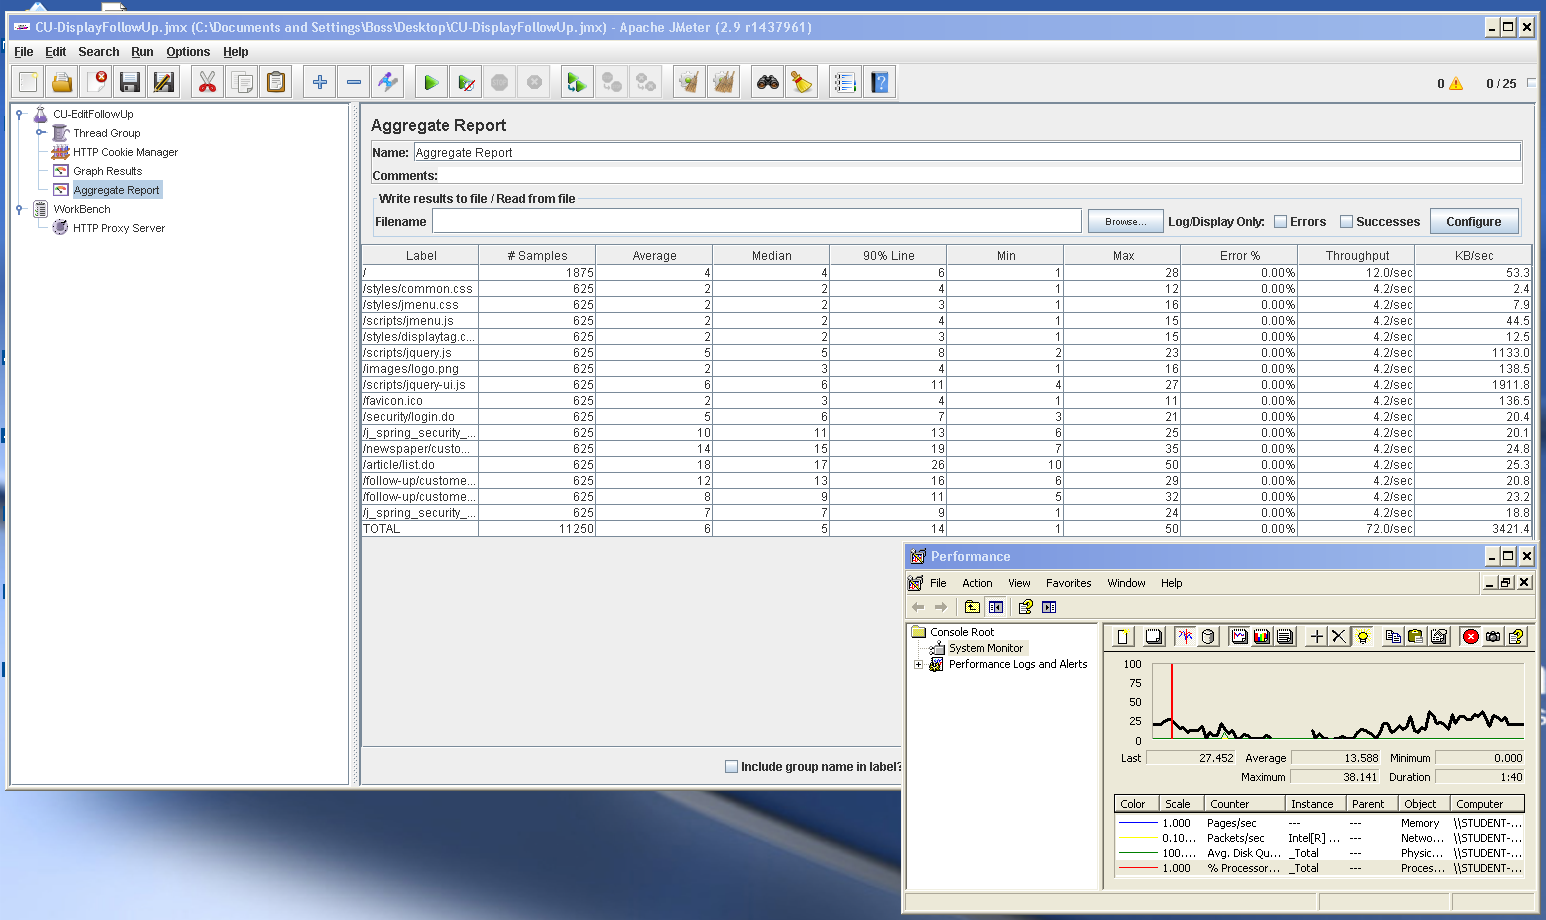 CU-DisplayFollowUp.jmx (C:\Documents and Settings\Boss\Desktop\CU-DisplayFollowUp.jmx) - Apache JMeter (2.9 r1437961)
File Edit Search Run Options Help
0 0 / 25
CU-EditFollowUp
Thread Group
HTTP Cookie Manager
Graph Results
Aggregate Report
WorkBench
HTTP Proxy Server
Aggregate Report
Name: Aggregate Report
Comments:
Write results to file / Read from file
Filename Browse... Log/Display Only: Errors Successes Configure
Label # Samples Average Median 90% Line Min Max Error % Throughput KB/sec
/ 1875 4 4 6 1 28 0.00% 12.0/sec 53.3
/styles/common.css 625 2 2 4 1 12 0.00% 4.2/sec 2.4
/styles/jmenu.css 625 2 2 3 1 16 0.00% 4.2/sec 7.9
/scripts/jmenu.js 625 2 2 4 1 15 0.00% 4.2/sec 44.5
/styles/displaytag.c... 625 2 2 3 1 15 0.00% 4.2/sec 12.5
/scripts/jquery.js 625 5 5 8 2 23 0.00% 4.2/sec 1133.0
/images/logo.png 625 2 3 4 1 16 0.00% 4.2/sec 138.5
/scripts/jquery-ui.js 625 6 6 11 4 27 0.00% 4.2/sec 1911.8
/favicon.ico 625 2 3 4 1 11 0.00% 4.2/sec 136.5
/security/login.do 625 5 6 7 3 21 0.00% 4.2/sec 20.4
/j_spring_security_... 625 10 11 13 6 25 0.00% 4.2/sec 20.1
/newspaper/custo... 625 14 15 19 7 35 0.00% 4.2/sec 24.8
/article/list.do 625 18 17 26 10 50 0.00% 4.2/sec 25.3
/follow-up/custome... 625 12 13 16 6 29 0.00% 4.2/sec 20.8
/follow-up/custome... 625 8 9 11 5 32 0.00% 4.2/sec 23.2
/j_spring_security_... 625 7 7 9 1 24 0.00% 4.2/sec 18.8
TOTAL 11250 6 5 14 1 50 0.00% 72.0/sec 3421.4
Include group name in label?
Performance
File Action View Favorites Window Help
Console Root
System Monitor
Performance Logs and Alerts
100
75
50
25
0
Last 27.452 Average 13.588 Minimum 0.000
Maximum 38.141 Duration 1:40
Color Scale Counter Instance Parent Object Computer
1.000 Pages/sec --- --- Memory \\STUDENT-...
0.10... Packets/sec Intel[R] ... --- Netwo... \\STUDENT-...
100.... Avg. Disk Qu... _Total --- Physic... \\STUDENT-...
1.000 % Processor... _Total --- Proces... \\STUDENT-...